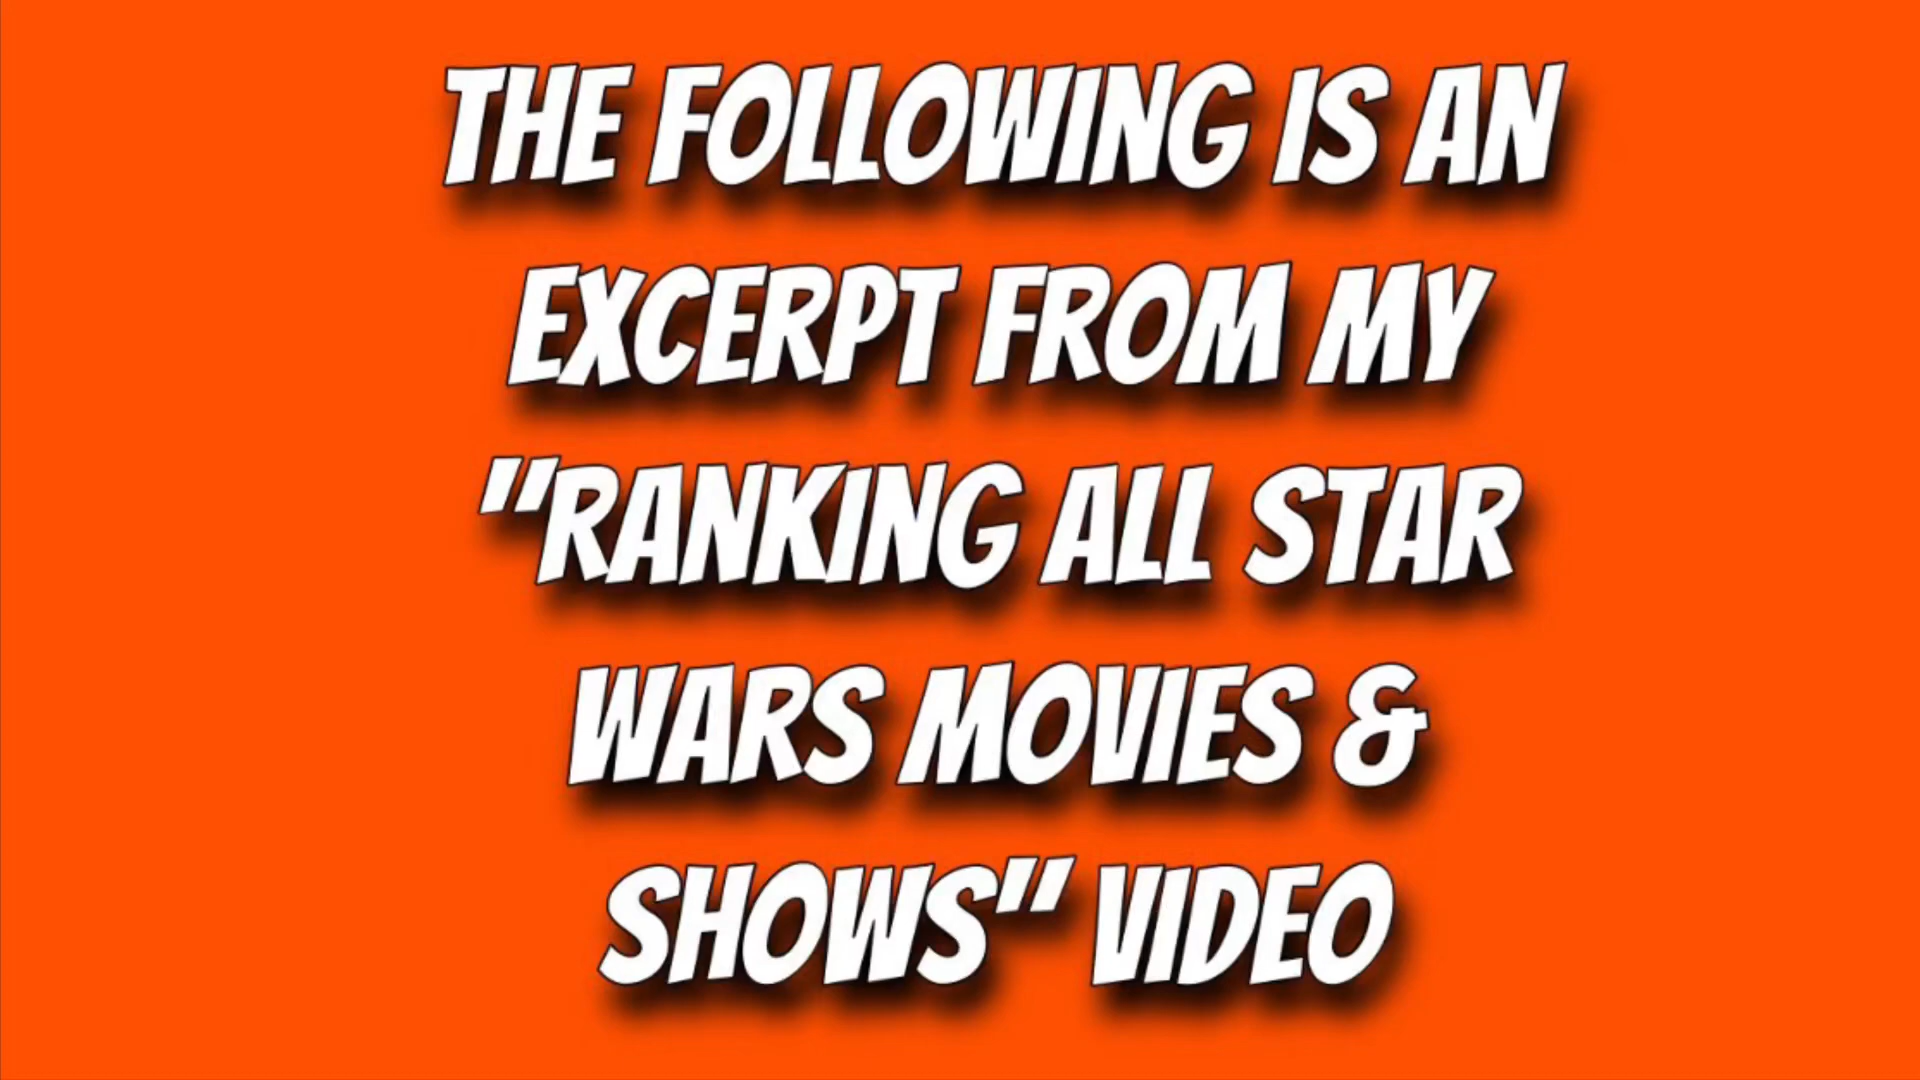 THE FOLLOWING IS AN
EXCERPT FROM MY
"RANKING ALL STAR
WARS MOVIES &
SHOWS" VIDEO